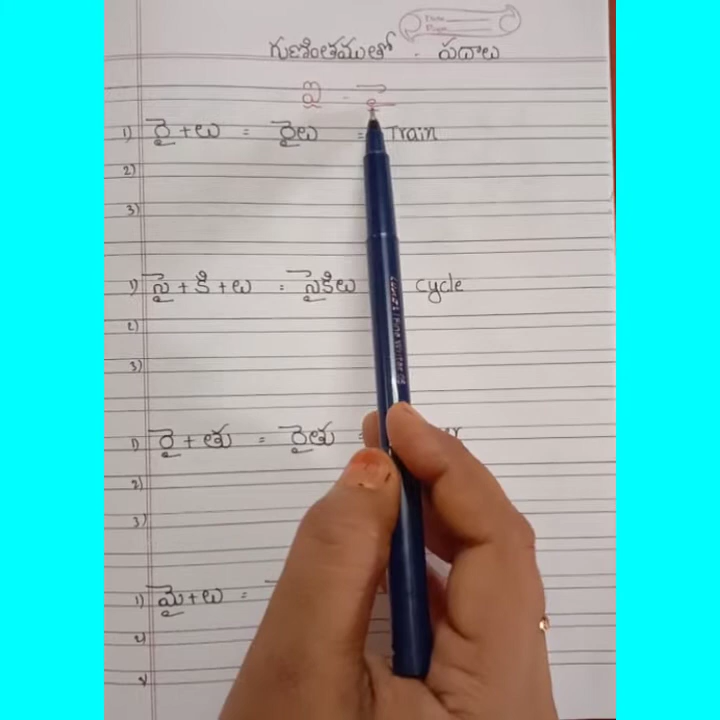 గుణింతముతో - పదాలు
ఐ - ై
1) రై + లు = రైలు = Train
2)
3)
1) సై + కి + లు = సైకిలు cycle
2)
3)
1) రై + తు = రైతు =
2)
3)
1) మై + లు =